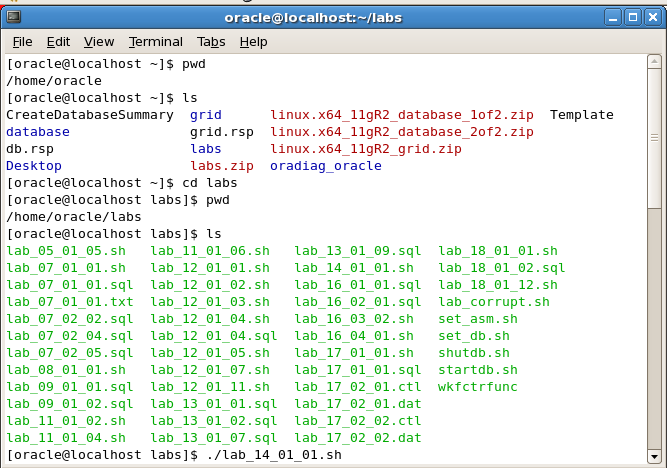 oracle@localhost:~/labs
File Edit View Terminal Tabs Help
[oracle@localhost ~]$ pwd
/home/oracle
[oracle@localhost ~]$ ls
CreateDatabaseSummary grid linux.x64_11gR2_database_1of2.zip Template
database grid.rsp linux.x64_11gR2_database_2of2.zip
db.rsp labs linux.x64_11gR2_grid.zip
Desktop labs.zip oradiag_oracle
[oracle@localhost ~]$ cd labs
[oracle@localhost labs]$ pwd
/home/oracle/labs
[oracle@localhost labs]$ ls
lab_05_01_05.sh lab_11_01_06.sh lab_13_01_09.sql lab_18_01_01.sh
lab_07_01_01.sh lab_12_01_01.sh lab_14_01_01.sh lab_18_01_02.sql
lab_07_01_01.sql lab_12_01_02.sh lab_16_01_01.sql lab_18_01_12.sh
lab_07_01_01.txt lab_12_01_03.sh lab_16_02_01.sql lab_corrupt.sh
lab_07_02_02.sql lab_12_01_04.sh lab_16_03_02.sh set_asm.sh
lab_07_02_04.sql lab_12_01_04.sql lab_16_04_01.sh set_db.sh
lab_07_02_05.sql lab_12_01_05.sh lab_17_01_01.sh shutdb.sh
lab_08_01_01.sh lab_12_01_07.sh lab_17_01_01.sql startdb.sh
lab_09_01_01.sql lab_12_01_11.sh lab_17_02_01.ctl wkfctrfunc
lab_09_01_02.sql lab_13_01_01.sql lab_17_02_01.dat
lab_11_01_02.sh lab_13_01_02.sql lab_17_02_02.ctl
lab_11_01_04.sh lab_13_01_07.sql lab_17_02_02.dat
[oracle@localhost labs]$ ./lab_14_01_01.sh